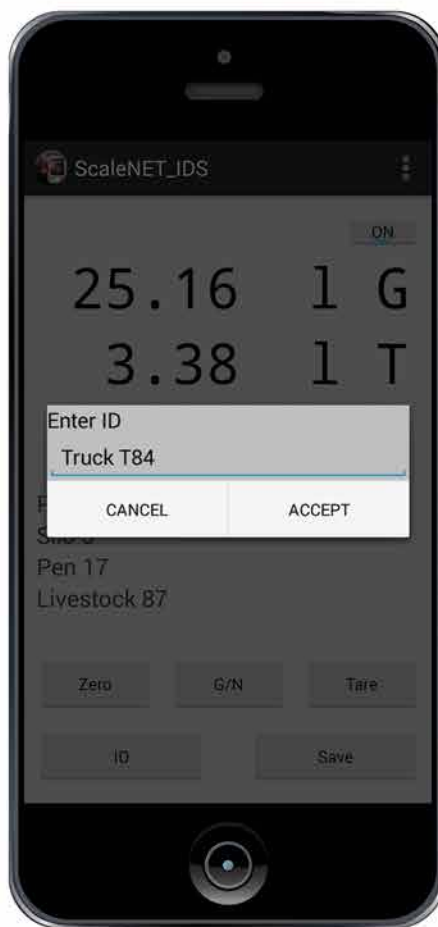 ScaleNET_IDS
ON
25.16 l G
3.38 l T
Enter ID
Truck T84
CANCEL
ACCEPT
Pen 17
Livestock 87
Zero
G/N
Tare
ID
Save